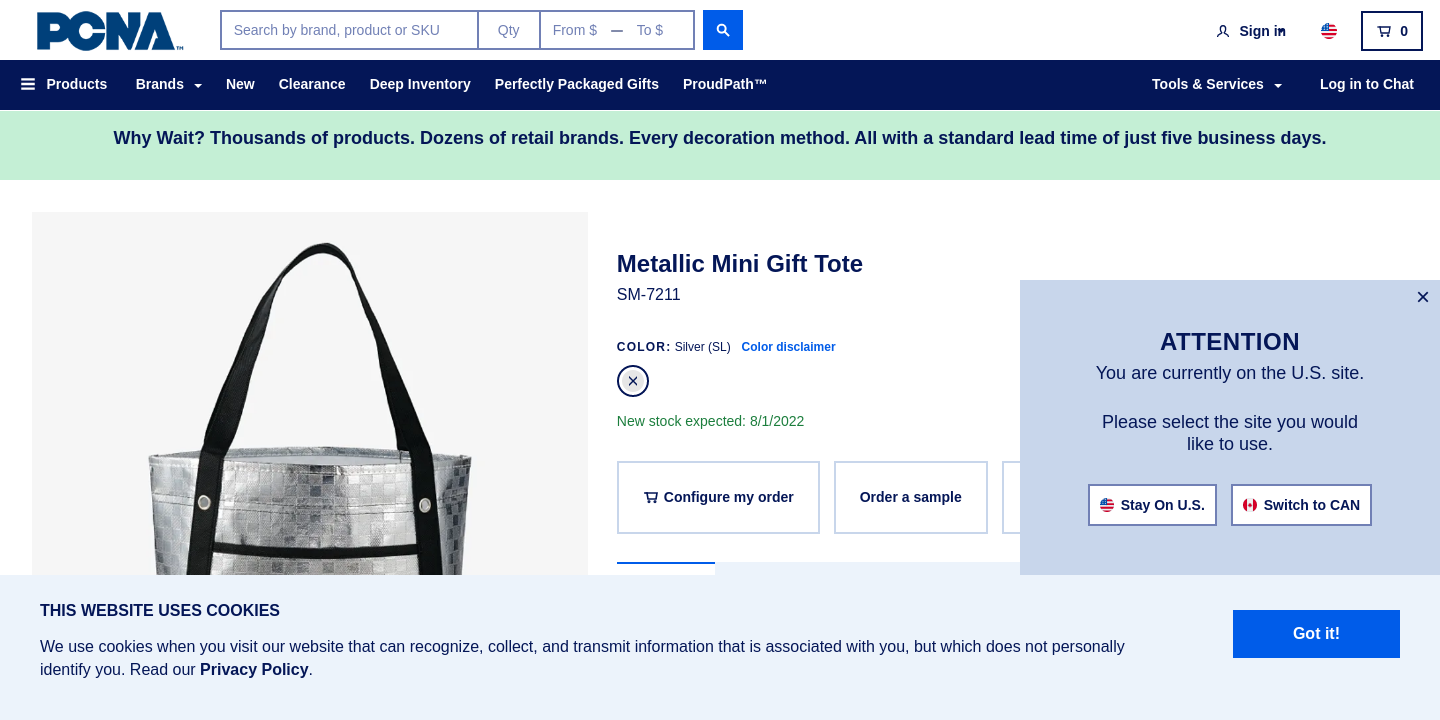 PCNA™
Search by brand, product or SKU
Qty
From $ — To $
Sign in
0
Products
Brands
New
Clearance
Deep Inventory
Perfectly Packaged Gifts
ProudPath™
Tools & Services
Log in to Chat
Why Wait? Thousands of products. Dozens of retail brands. Every decoration method. All with a standard lead time of just five business days.
Metallic Mini Gift Tote
SM-7211
COLOR: Silver (SL) Color disclaimer
New stock expected: 8/1/2022
Configure my order
Order a sample
ATTENTION
You are currently on the U.S. site.
Please select the site you would
like to use.
Stay On U.S.
Switch to CAN
THIS WEBSITE USES COOKIES
We use cookies when you visit our website that can recognize, collect, and transmit information that is associated with you, but which does not personally
identify you. Read our Privacy Policy.
Got it!